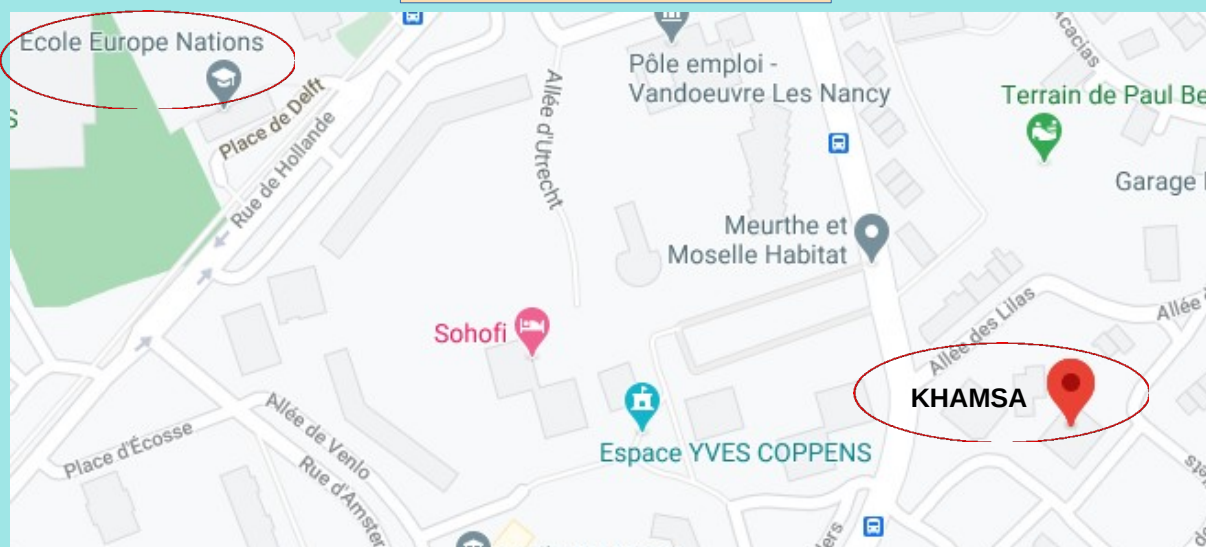 Ecole Europe Nations
Place de Delft
Rue de Hollande
Allée d'Utrecht
Pôle emploi -
Vandoeuvre Les Nancy
Acacias
Terrain de Paul Be
Garage
Meurthe et
Moselle Habitat
Sohofi
Allée des Lilas
Allée
KHAMSA
Espace YVES COPPENS
Allée de Venlo
Place d'Écosse
Rue d'Amster